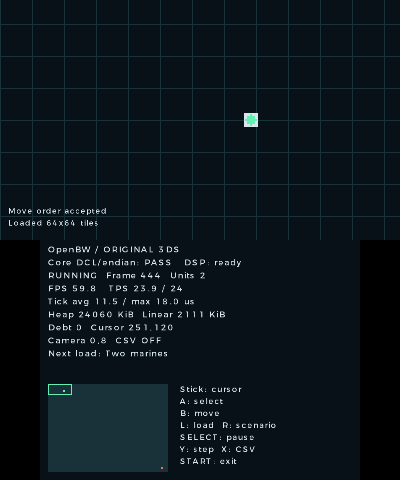 Move order accepted
Loaded 64x64 tiles
OpenBW / ORIGINAL 3DS
Core DCL/endian: PASS DSP: ready
RUNNING Frame 444 Units 2
FPS 59.8 TPS 23.9 / 24
Tick avg 11.5 / max 18.0 us
Heap 24060 KiB Linear 2111 KiB
Debt 0 Cursor 251,120
Camera 0,8 CSV OFF
Next load: Two marines
Stick: cursor
A: select
B: move
L: load R: scenario
SELECT: pause
Y: step X: CSV
START: exit